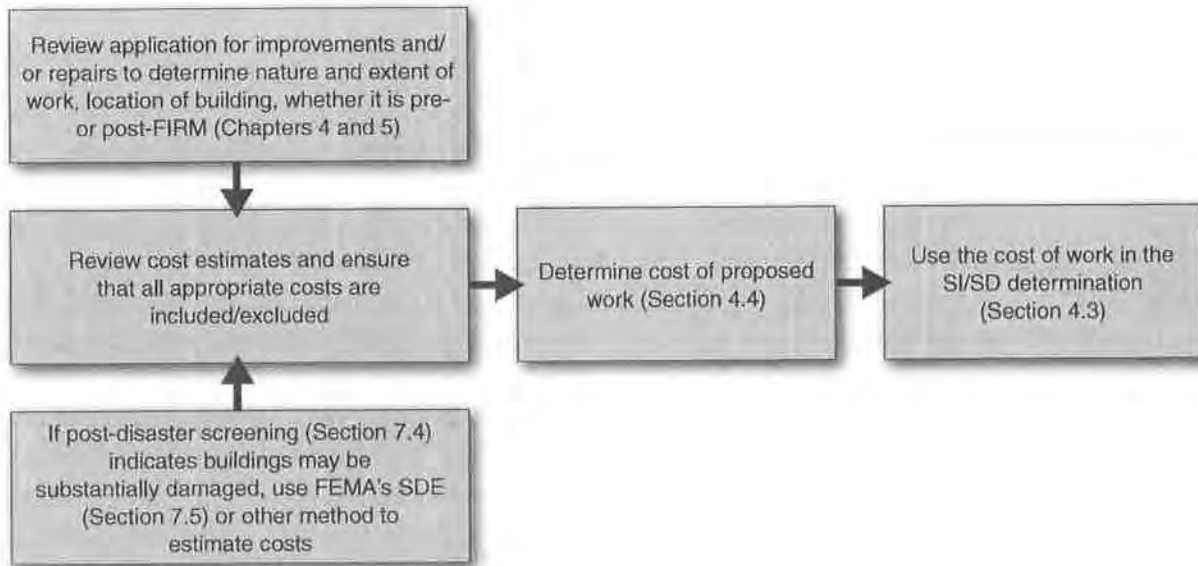 Review application for improvements and/
or repairs to determine nature and extent of
work, location of building, whether it is pre-
or post-FIRM (Chapters 4 and 5)
Review cost estimates and ensure
that all appropriate costs are
included/excluded
Determine cost of proposed
work (Section 4.4)
Use the cost of work in the
SI/SD determination
(Section 4.3)
If post-disaster screening (Section 7.4)
indicates buildings may be
substantially damaged, use FEMA's SDE
(Section 7.5) or other method to
estimate costs